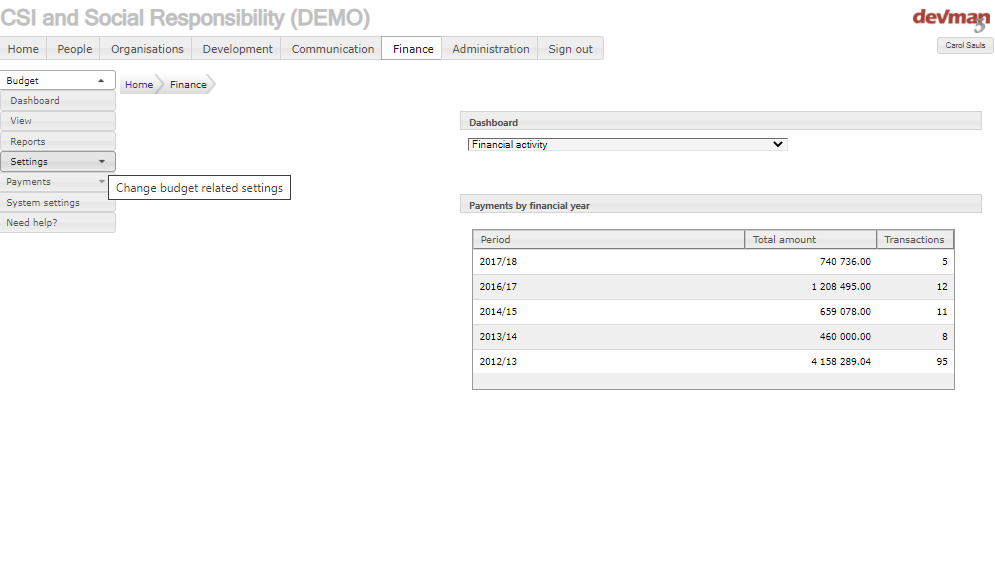 CSI and Social Responsibility (DEMO)
devman
5
Home People Organisations Development Communication Finance Administration Sign out
Carol Sauls
Budget
Dashboard
View
Reports
Settings
Payments
System settings
Need help?
Change budget related settings
Home Finance
Dashboard
Financial activity
Payments by financial year
Period Total amount Transactions
2017/18 740 736.00 5
2016/17 1 208 495.00 12
2014/15 659 078.00 11
2013/14 460 000.00 8
2012/13 4 158 289.04 95